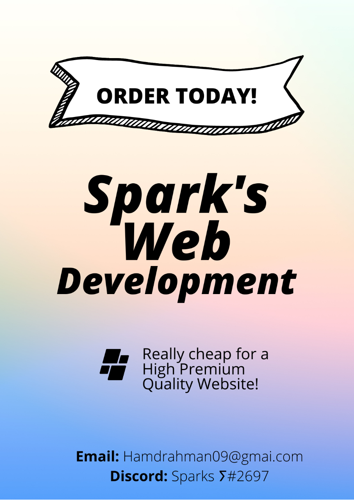 ORDER TODAY!
Spark's
Web
Development
Really cheap for a
High Premium
Quality Website!
Email: Hamdrahman09@gmai.com
Discord: Sparks ⢢#2697